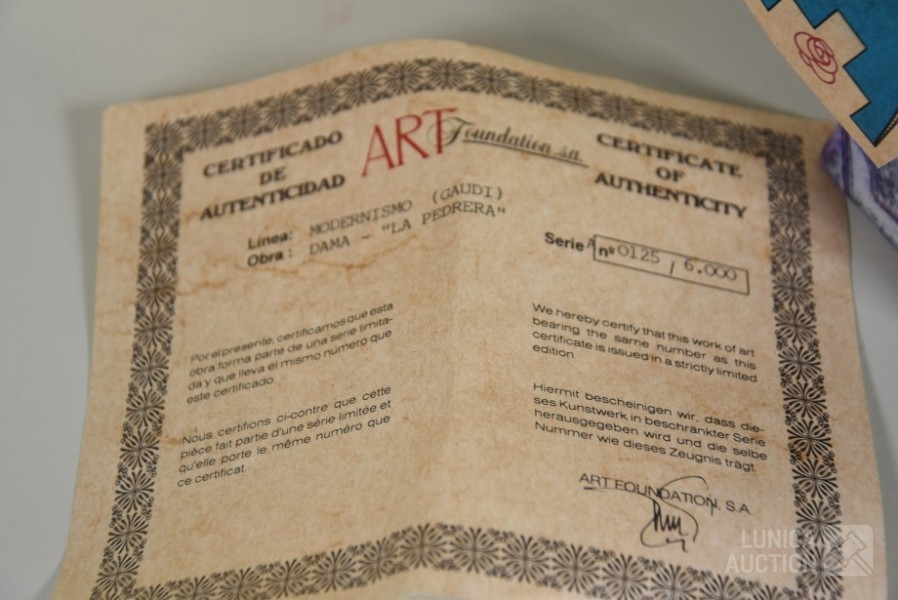 CERTIFICADO
DE
AUTENTICIDAD
ART Foundation s.a.
CERTIFICATE
OF
AUTHENTICITY
Línea: MODERNISMO (GAUDI)
Obra: DAMA - "LA PEDRERA"
Serie A nº 0125 / 6.000
Por el presente, certificamos que esta
obra forma parte de una serie limita-
da y que lleva el mismo número que
este certificado.
Nous certifions ci-contre que cette
pièce fait partie d'une série limitée et
qu'elle porte le même numéro que
ce certificat.
We hereby certify that this work of art
bearing the same number as this
certificate is issued in a strictly limited
edition.
Hiermit bescheinigen wir, dass die-
ses Kunstwerk in beschränkter Serie
herausgegeben wird und die selbe
Nummer wie dieses Zeugnis trägt.
ART FOUNDATION, S.A.
LUNICA
AUCTION